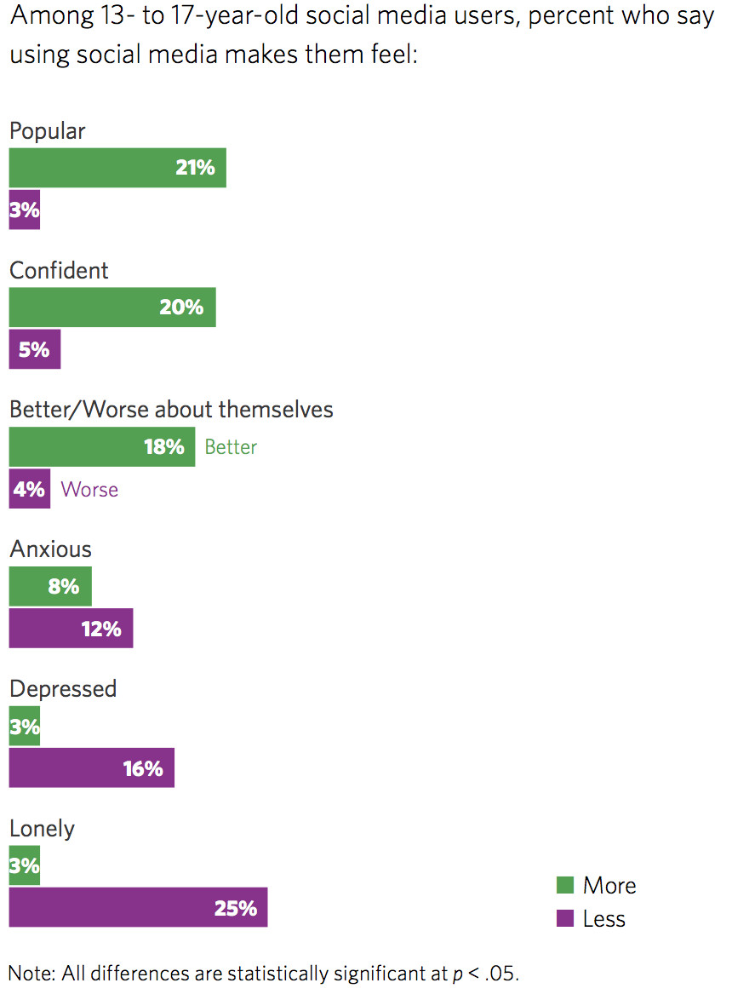 Among 13- to 17-year-old social media users, percent who say
using social media makes them feel:
Popular
21%
3%
Confident
20%
5%
Better/Worse about themselves
18% Better
4% Worse
Anxious
8%
12%
Depressed
3%
16%
Lonely
3%
25%
More
Less
Note: All differences are statistically significant at p < .05.